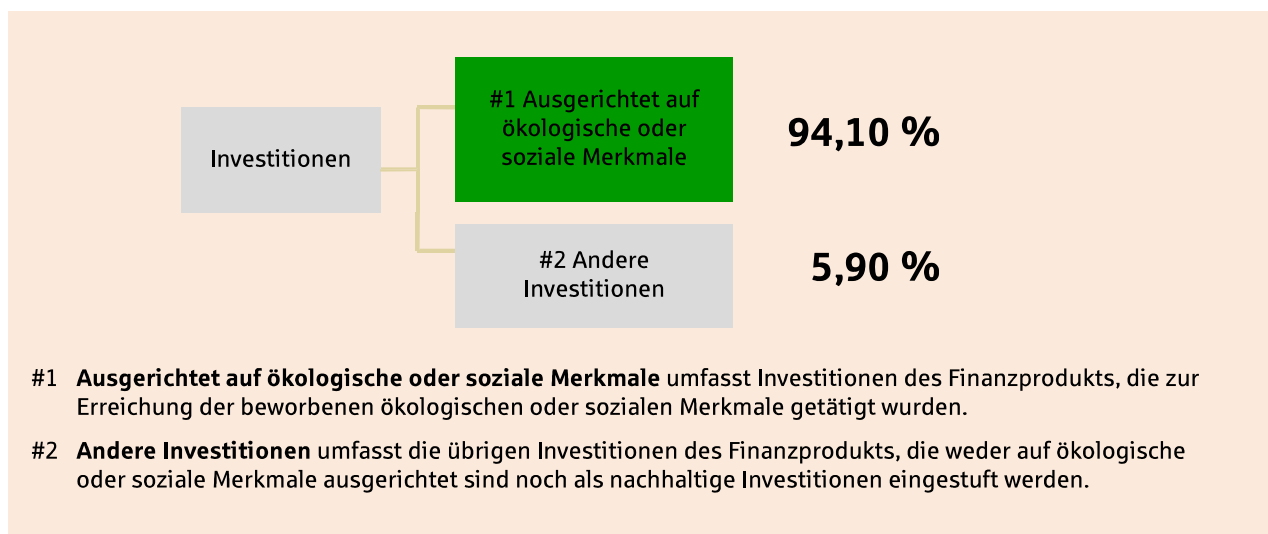 #1 Ausgerichtet auf
ökologische oder
soziale Merkmale
94,10 %
Investitionen
#2 Andere
Investitionen
5,90 %
#1 Ausgerichtet auf ökologische oder soziale Merkmale umfasst Investitionen des Finanzprodukts, die zur
Erreichung der beworbenen ökologischen oder sozialen Merkmale getätigt wurden.
#2 Andere Investitionen umfasst die übrigen Investitionen des Finanzprodukts, die weder auf ökologische
oder soziale Merkmale ausgerichtet sind noch als nachhaltige Investitionen eingestuft werden.